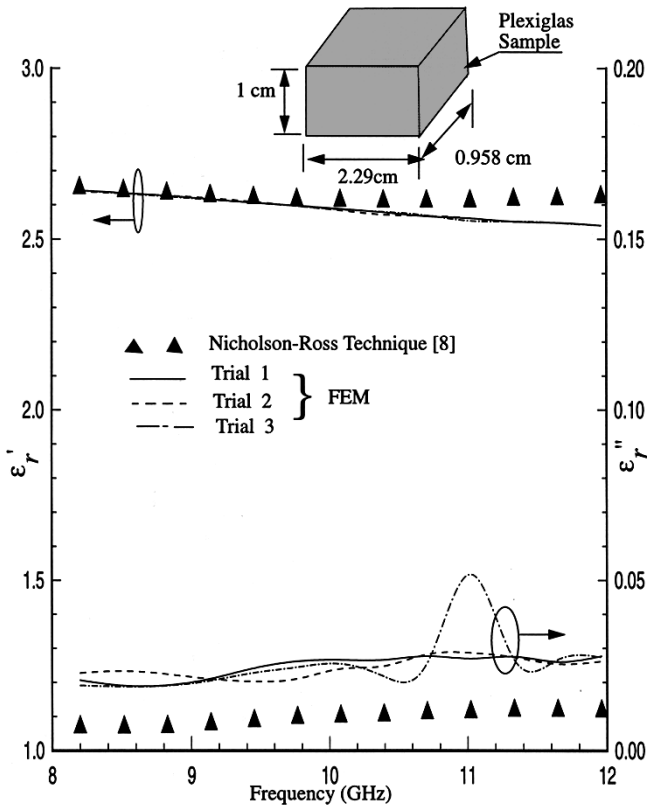 Plexiglas
Sample
1 cm
2.29cm
0.958 cm
3.0
2.5
2.0
1.5
1.0
εr'
0.20
0.15
0.10
0.05
0.00
εr"
Nicholson-Ross Technique [8]
Trial 1
Trial 2
Trial 3
FEM
8
9
10
11
12
Frequency (GHz)